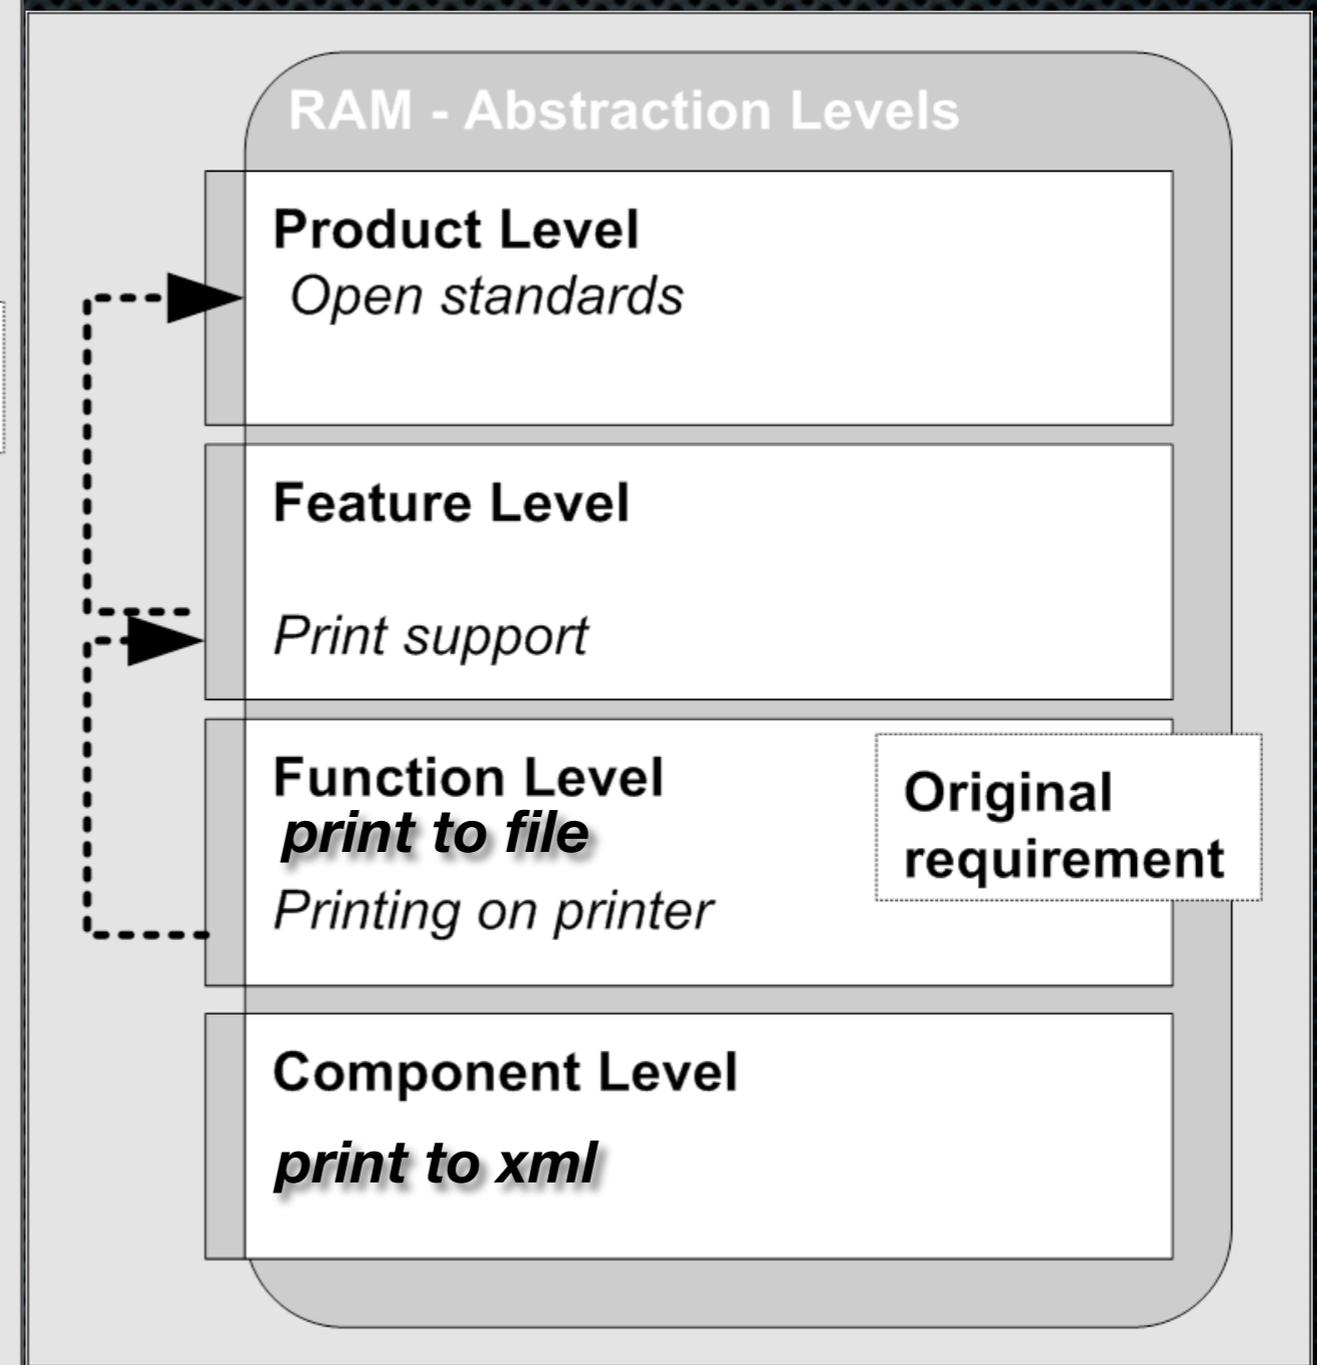 RAM - Abstraction Levels
Product Level
Open standards
Feature Level
Print support
Function Level
print to file
Printing on printer
Original
requirement
Component Level
print to xml